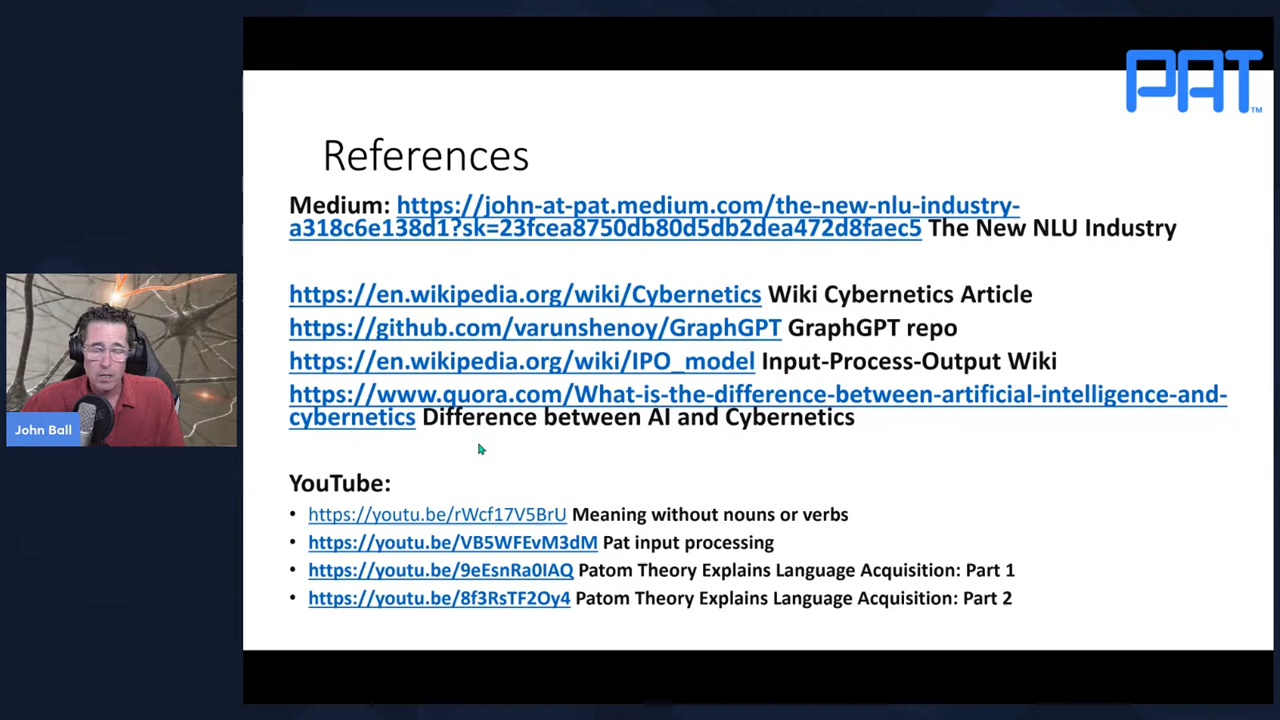 PAT™
References
Medium: https://john-at-pat.medium.com/the-new-nlu-industry-
a318c6e138d1?sk=23fcea8750db80d5db2dea472d8faec5 The New NLU Industry
https://en.wikipedia.org/wiki/Cybernetics Wiki Cybernetics Article
https://github.com/varunshenoy/GraphGPT GraphGPT repo
https://en.wikipedia.org/wiki/IPO_model Input-Process-Output Wiki
https://www.quora.com/What-is-the-difference-between-artificial-intelligence-and-
cybernetics Difference between AI and Cybernetics
John Ball
YouTube:
• https://youtu.be/rWcf17V5BrU Meaning without nouns or verbs
• https://youtu.be/VB5WFEvM3dM Pat input processing
• https://youtu.be/9eEsnRa0IAQ Patom Theory Explains Language Acquisition: Part 1
• https://youtu.be/8f3RsTF2Oy4 Patom Theory Explains Language Acquisition: Part 2